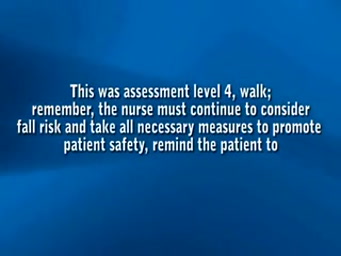 This was assessment level 4, walk;
remember, the nurse must continue to consider
fall risk and take all necessary measures to promote
patient safety, remind the patient to